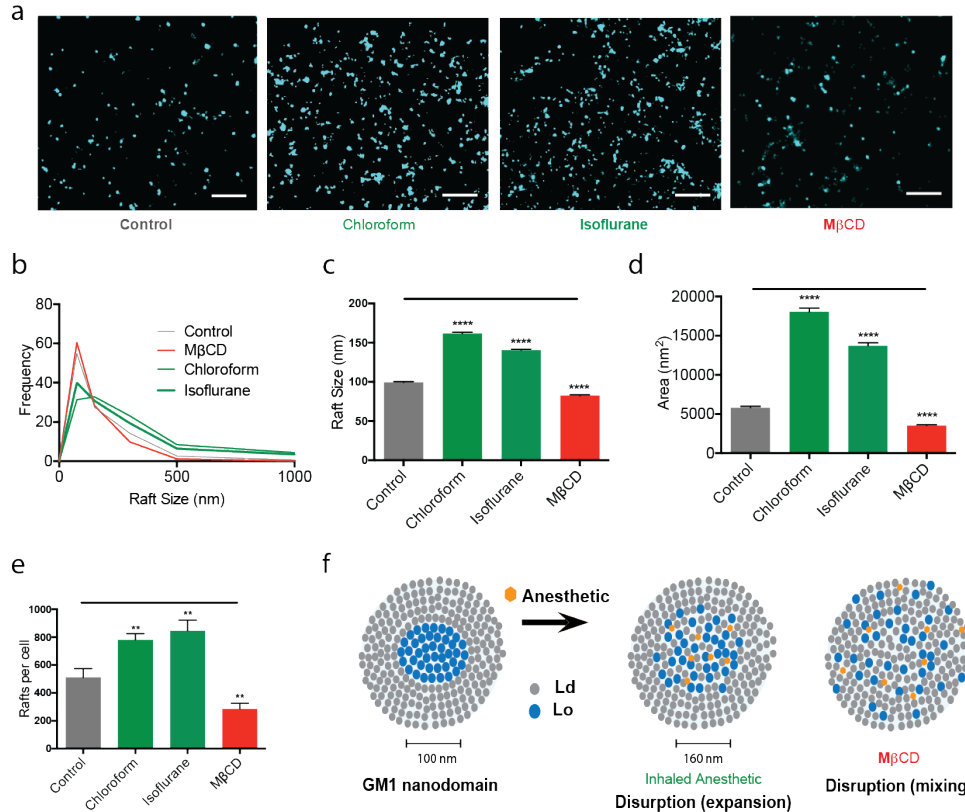 a
Control
Chloroform
Isoflurane
MβCD
b
80
60
40
20
0
Frequency
Control
MβCD
Chloroform
Isoflurane
0
500
1000
Raft Size (nm)
c
200
150
100
50
0
Raft Size (nm)
****
****
****
Control
Chloroform
Isoflurane
MβCD
d
20000
15000
10000
5000
0
Area (nm²)
****
****
****
Control
Chloroform
Isoflurane
MβCD
e
1000
800
600
400
200
0
Rafts per cell
**
**
**
Control
Chloroform
Isoflurane
MβCD
f
Anesthetic
Ld
Lo
100 nm
GM1 nanodomain
160 nm
Inhaled Anesthetic
Disurption (expansion)
MβCD
Disruption (mixing